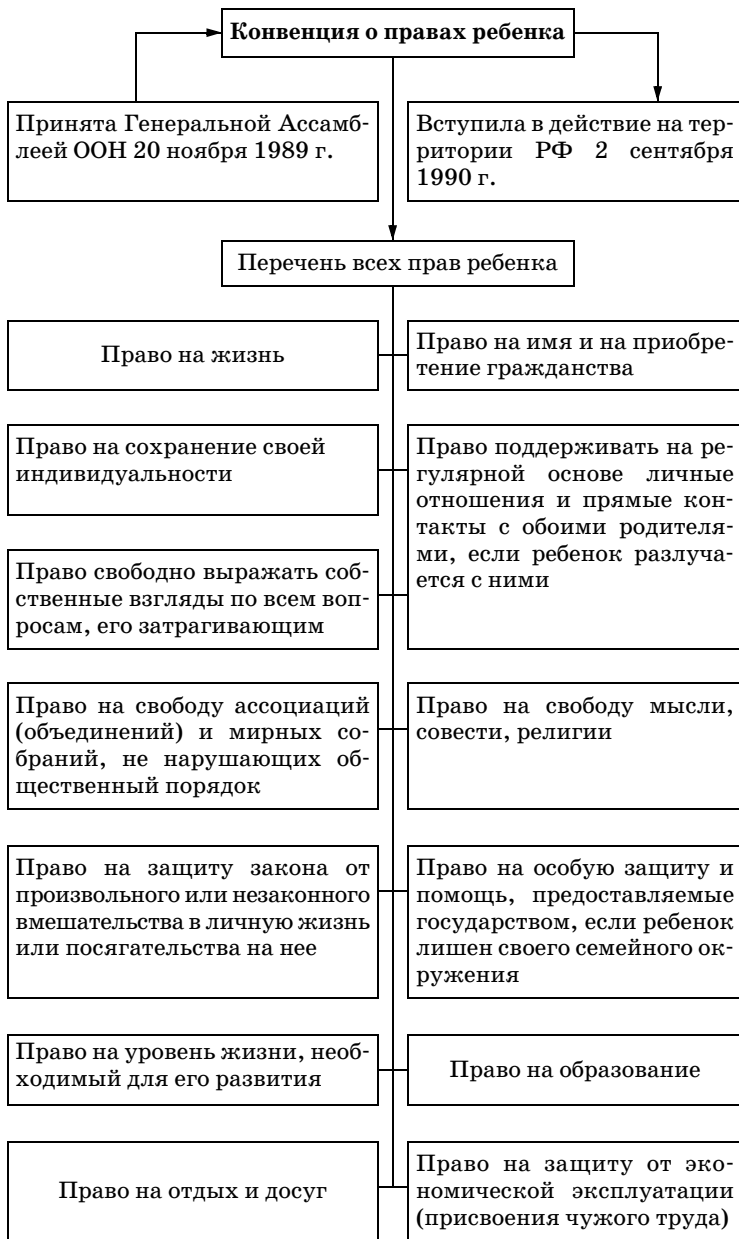 Конвенция о правах ребенка
Принята Генеральной Ассамб-
леей ООН 20 ноября 1989 г.
Вступила в действие на тер-
ритории РФ 2 сентября
1990 г.
Перечень всех прав ребенка
Право на жизнь
Право на имя и на приобре-
тение гражданства
Право на сохранение своей
индивидуальности
Право поддерживать на ре-
гулярной основе личные
отношения и прямые кон-
такты с обоими родителя-
ми, если ребенок разлуча-
ется с ними
Право свободно выражать соб-
ственные взгляды по всем воп-
росам, его затрагивающим
Право на свободу ассоциаций
(объединений) и мирных со-
браний, не нарушающих об-
щественный порядок
Право на свободу мысли,
совести, религии
Право на защиту закона от
произвольного или незаконного
вмешательства в личную жизнь
или посягательства на нее
Право на особую защиту и
помощь, предоставляемые
государством, если ребенок
лишен своего семейного ок-
ружения
Право на уровень жизни, необ-
ходимый для его развития
Право на образование
Право на отдых и досуг
Право на защиту от эко-
номической эксплуатации
(присвоения чужого труда)